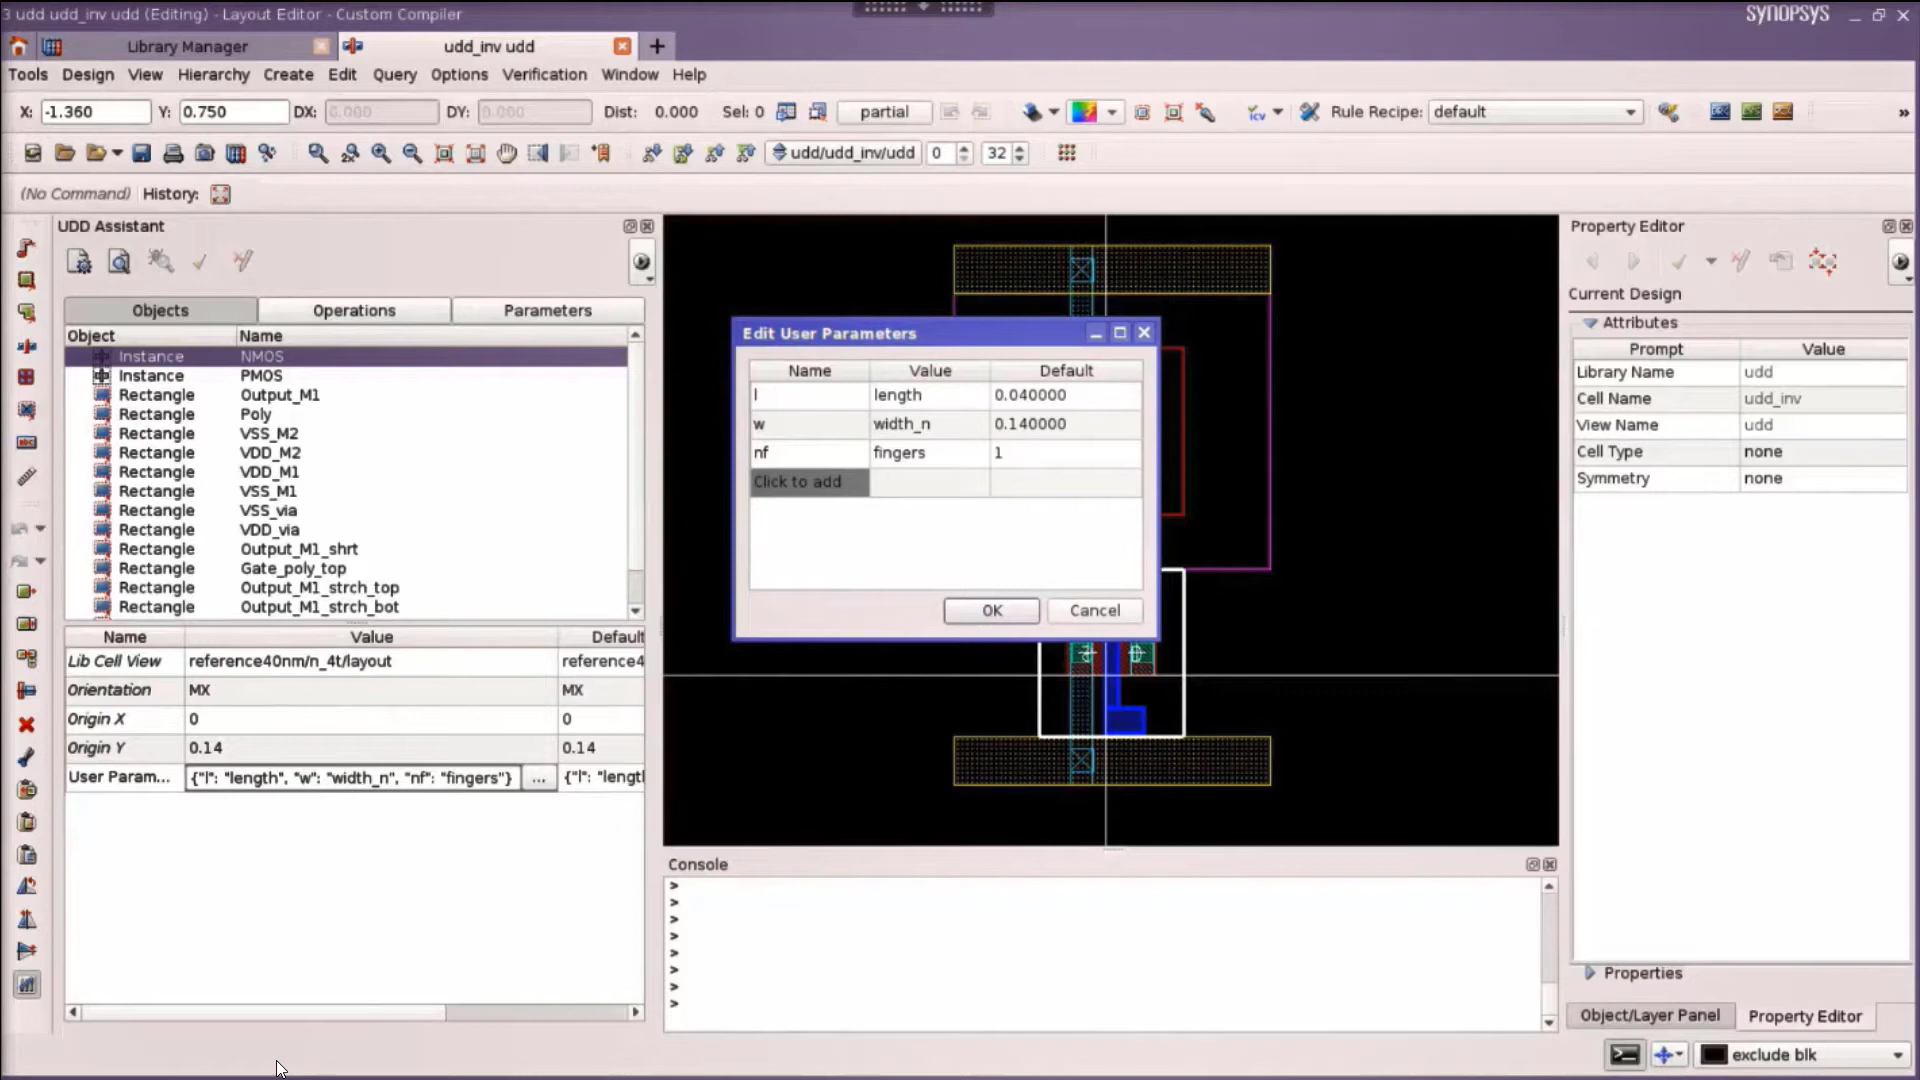 3 udd udd_inv udd (Editing) - Layout Editor - Custom Compiler
SYNOPSYS
Library Manager
udd_inv udd
Tools Design View Hierarchy Create Edit Query Options Verification Window Help
X: -1.360 Y: 0.750 DX: 0.000 DY: 0.000 Dist: 0.000 Sel: 0 partial Rule Recipe: default »
udd/udd_inv/udd 0 32
(No Command) History:
UDD Assistant
Objects Operations Parameters
Object Name
Instance NMOS
Instance PMOS
Rectangle Output_M1
Rectangle Poly
Rectangle VSS_M2
Rectangle VDD_M2
Rectangle VDD_M1
Rectangle VSS_M1
Rectangle VSS_via
Rectangle VDD_via
Rectangle Output_M1_shrt
Rectangle Gate_poly_top
Rectangle Output_M1_strch_top
Rectangle Output_M1_strch_bot
Name Value Default
Lib Cell View reference40nm/n_4t/layout reference4
Orientation MX MX
Origin X 0 0
Origin Y 0.14 0.14
User Param... {"l": "length", "w": "width_n", "nf": "fingers"} ... {"l": "lengt
Edit User Parameters
Name Value Default
l length 0.040000
w width_n 0.140000
nf fingers 1
Click to add
OK Cancel
Console
>
>
>
>
>
>
>
>
Property Editor
Current Design
Attributes
Prompt Value
Library Name udd
Cell Name udd_inv
View Name udd
Cell Type none
Symmetry none
Properties
Object/Layer Panel Property Editor
exclude blk